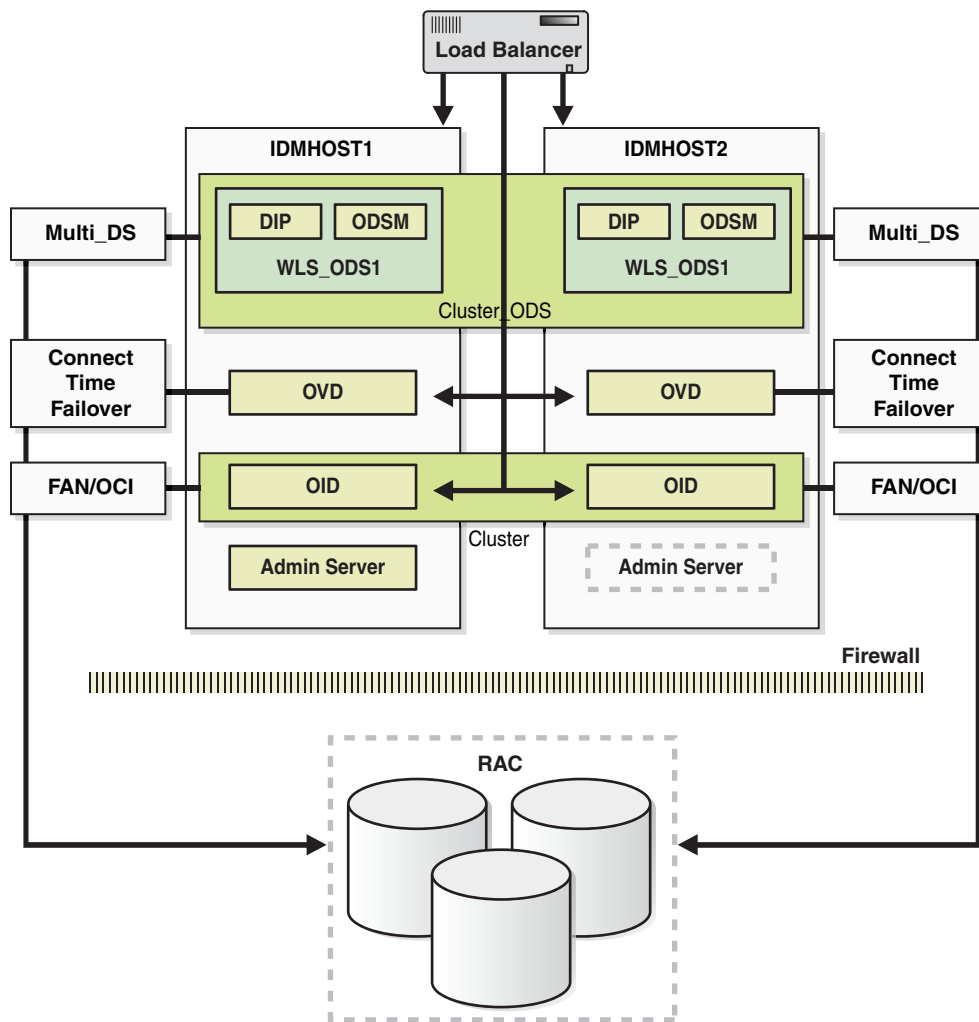 Load Balancer
IDMHOST1
IDMHOST2
DIP
ODSM
WLS_ODS1
DIP
ODSM
WLS_ODS1
Multi_DS
Multi_DS
Cluster_ODS
Connect
Time
Failover
OVD
OVD
Connect
Time
Failover
FAN/OCI
OID
OID
FAN/OCI
Cluster
Admin Server
Admin Server
Firewall
RAC